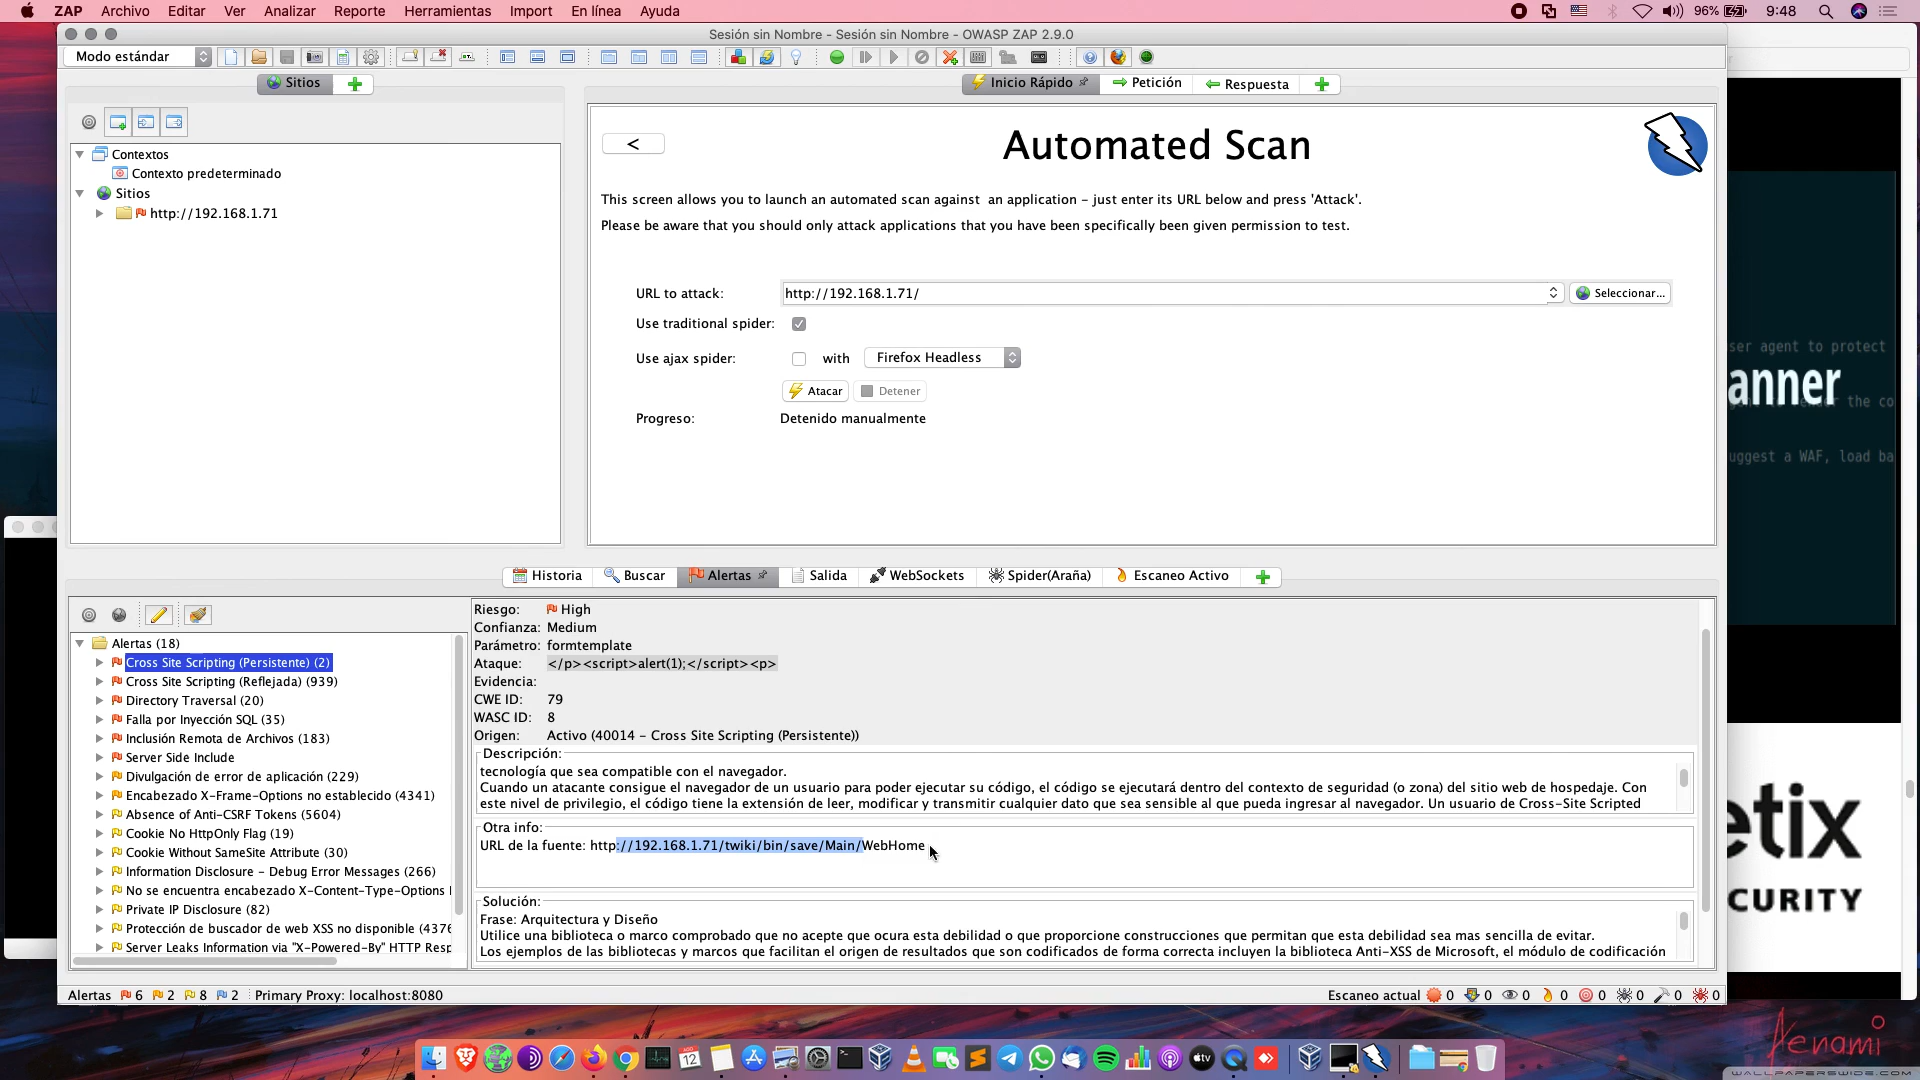 ZAP Archivo Editar Ver Analizar Reporte Herramientas Import En línea Ayuda 96% 9:48
Sesión sin Nombre - Sesión sin Nombre - OWASP ZAP 2.9.0
Modo estándar
Sitios
Inicio Rápido Petición Respuesta
Contextos
Contexto predeterminado
Sitios
http://192.168.1.71
<
Automated Scan
This screen allows you to launch an automated scan against an application - just enter its URL below and press 'Attack'.
Please be aware that you should only attack applications that you have been specifically been given permission to test.
URL to attack: http://192.168.1.71/ Seleccionar...
Use traditional spider:
Use ajax spider: with Firefox Headless
Atacar Detener
Progreso: Detenido manualmente
ser agent to protect
anner
the co
uggest a WAF, load ba
Historia Buscar Alertas Salida WebSockets Spider(Araña) Escaneo Activo
Alertas (18)
Cross Site Scripting (Persistente) (2)
Cross Site Scripting (Reflejada) (939)
Directory Traversal (20)
Falla por Inyección SQL (35)
Inclusión Remota de Archivos (183)
Server Side Include
Divulgación de error de aplicación (229)
Encabezado X-Frame-Options no establecido (4341)
Absence of Anti-CSRF Tokens (5604)
Cookie No HttpOnly Flag (19)
Cookie Without SameSite Attribute (30)
Information Disclosure - Debug Error Messages (266)
No se encuentra encabezado X-Content-Type-Options
Private IP Disclosure (82)
Protección de buscador de web XSS no disponible (437
Server Leaks Information via "X-Powered-By" HTTP Resp
Riesgo: High
Confianza: Medium
Parámetro: formtemplate
Ataque: </p><script>alert(1);</script><p>
Evidencia:
CWE ID: 79
WASC ID: 8
Origen: Activo (40014 - Cross Site Scripting (Persistente))
Descripción:
tecnología que sea compatible con el navegador.
Cuando un atacante consigue el navegador de un usuario para poder ejecutar su código, el código se ejecutará dentro del contexto de seguridad (o zona) del sitio web de hospedaje. Con
este nivel de privilegio, el código tiene la extensión de leer, modificar y transmitir cualquier dato que sea sensible al que pueda ingresar al navegador. Un usuario de Cross-Site Scripted
Otra info:
URL de la fuente: http://192.168.1.71/twiki/bin/save/Main/WebHome
Solución:
Frase: Arquitectura y Diseño
Utilice una biblioteca o marco comprobado que no acepte que ocura esta debilidad o que proporcione construcciones que permitan que esta debilidad sea mas sencilla de evitar.
Los ejemplos de las bibliotecas y marcos que facilitan el origen de resultados que son codificados de forma correcta incluyen la biblioteca Anti-XSS de Microsoft, el módulo de codificación
etix
CURITY
Alertas 6 2 8 2 Primary Proxy: localhost:8080
Escaneo actual 0 0 0 0 0 0 0 0
Aenami
WALLPAPERSWIDE.COM
AGO
12
tv